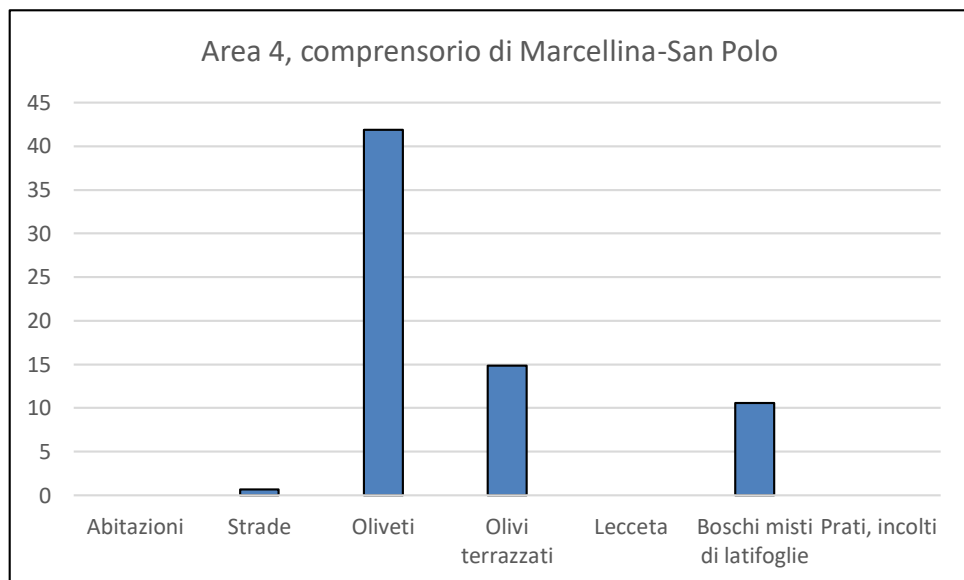 Area 4, comprensorio di Marcellina-San Polo
45
40
35
30
25
20
15
10
5
0
Abitazioni
Strade
Oliveti
Olivi
terrazzati
Lecceta
Boschi misti
di latifoglie
Prati, incolti